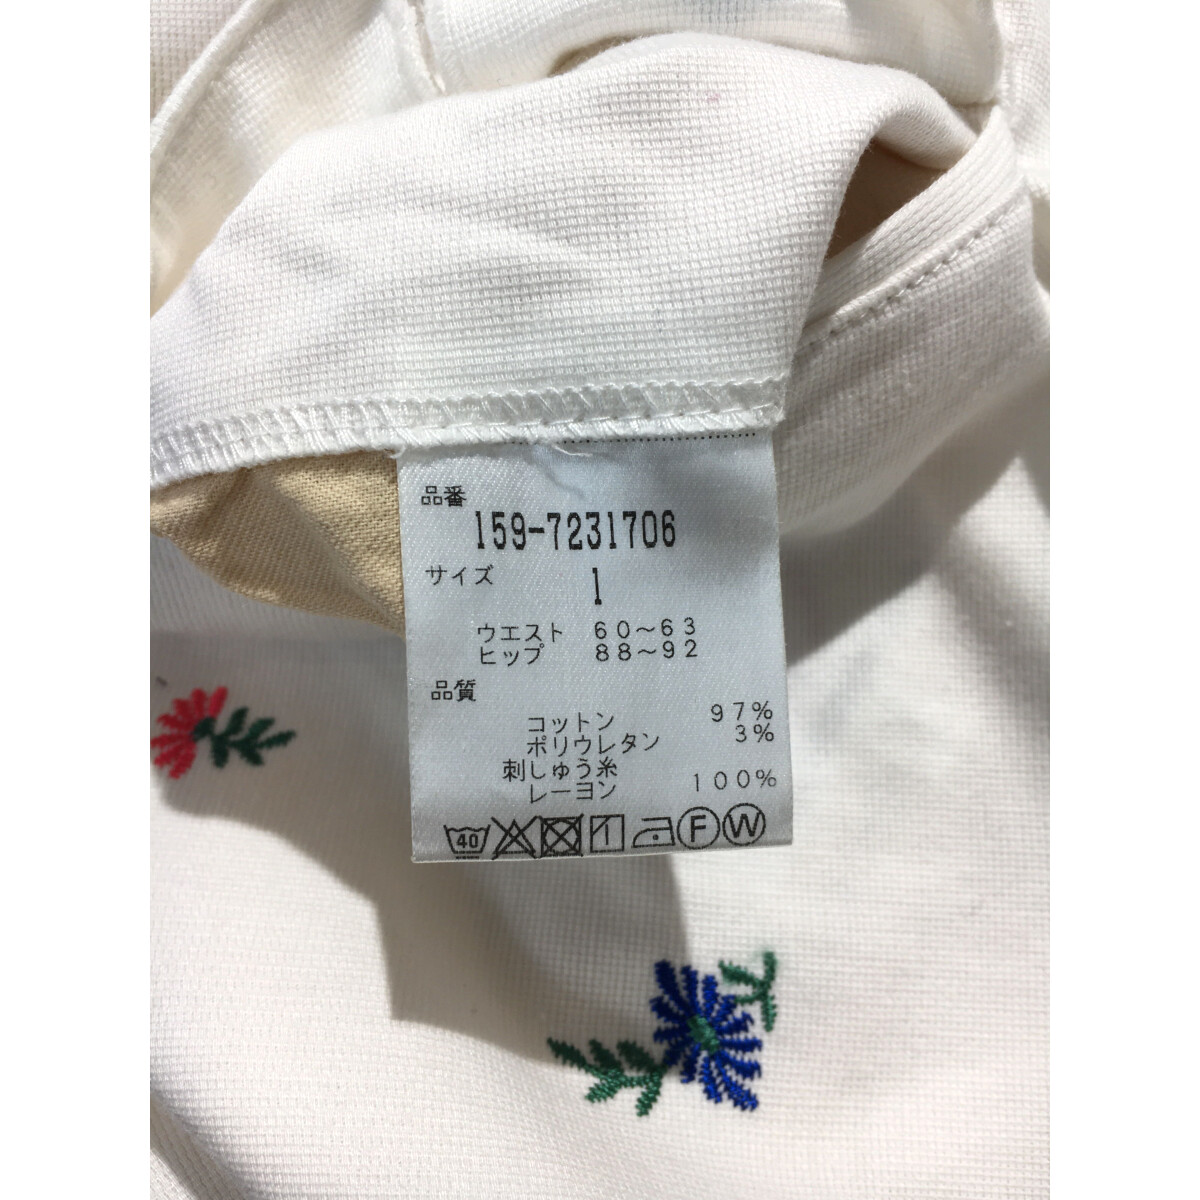 品番
159-7231706
サイズ
1
ウエスト 60～63
ヒップ 88～92
品質
コットン 97%
ポリウレタン 3%
刺しゅう糸
レーヨン 100%
40 F W